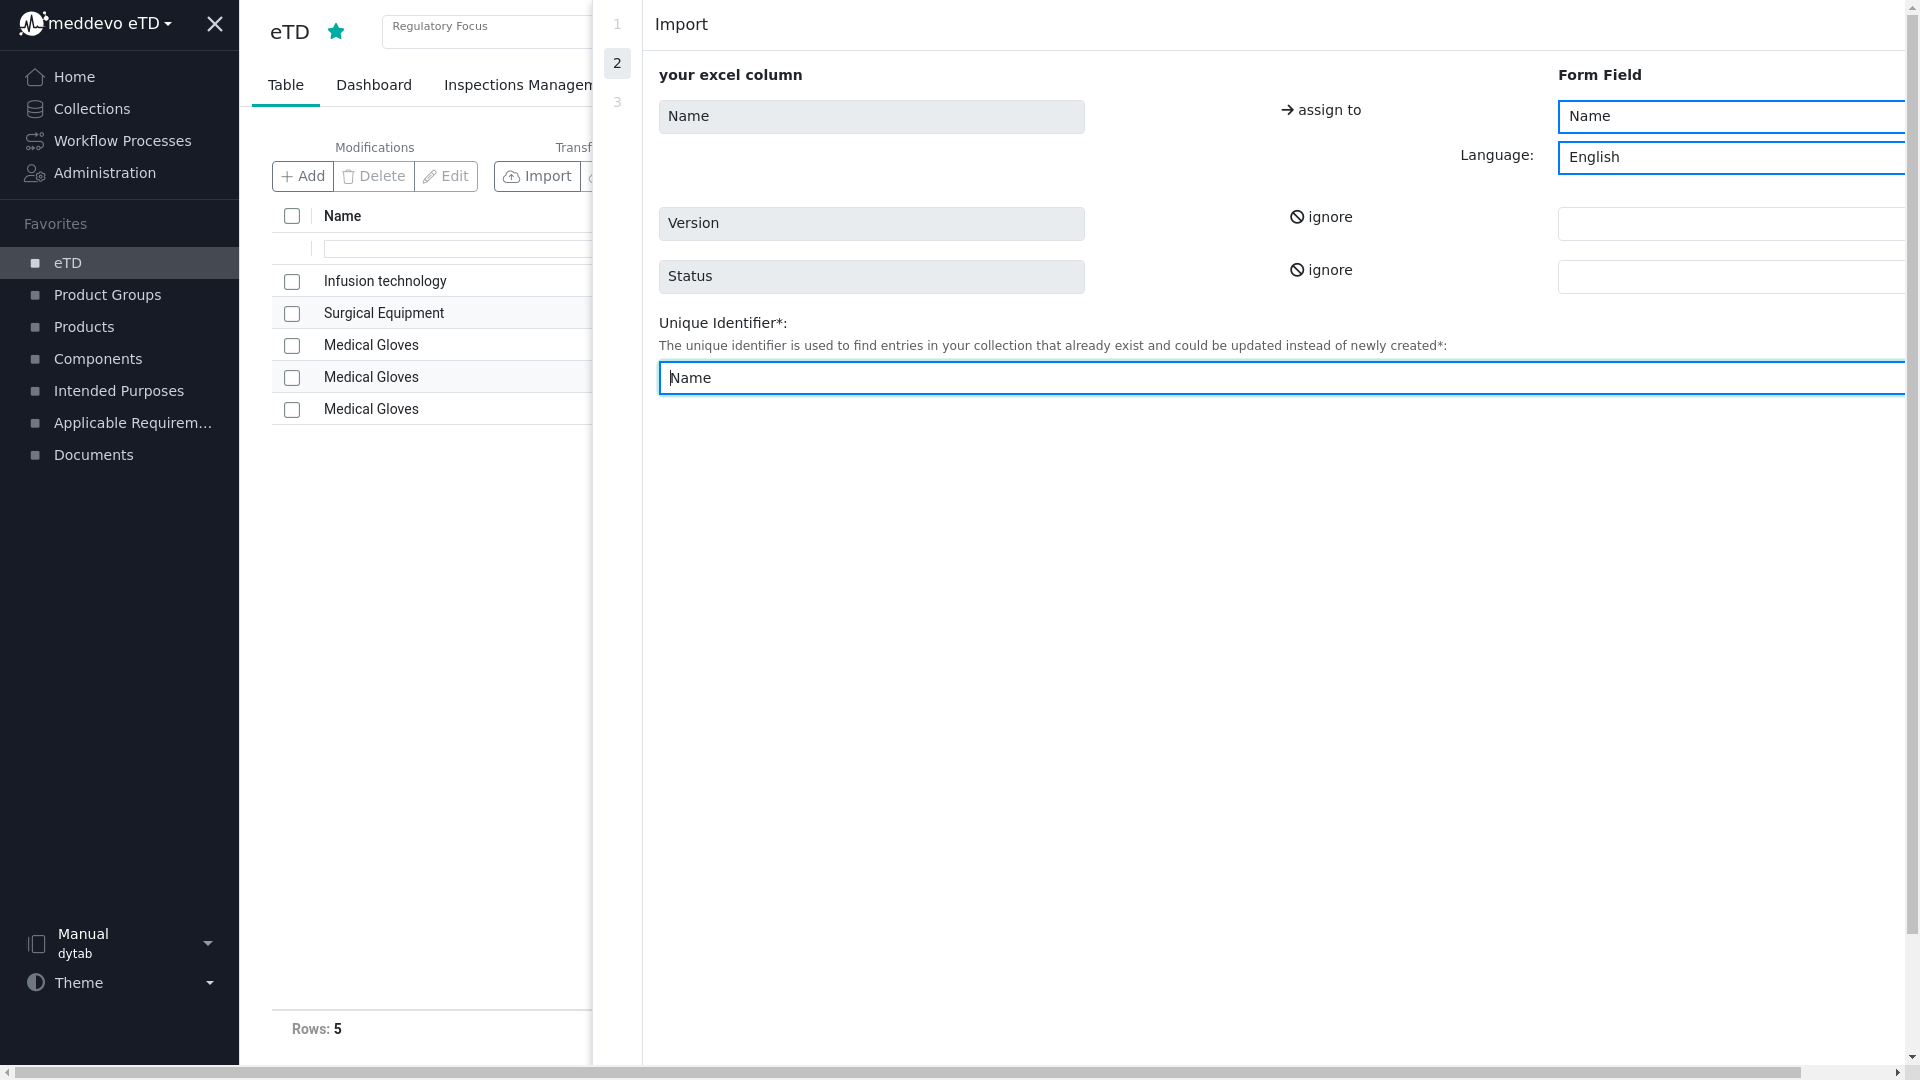 meddevo eTD
Home
Collections
Workflow Processes
Administration
Favorites
eTD
Product Groups
Products
Components
Intended Purposes
Applicable Requirem...
Documents
Manual
dytab
Theme
eTD
Regulatory Focus
Table
Dashboard
Inspections Managem
Modifications
Transf
Add
Delete
Edit
Import
Name
Infusion technology
Surgical Equipment
Medical Gloves
Medical Gloves
Medical Gloves
Rows: 5
1
2
3
Import
your excel column
Form Field
Name
assign to
Name
Language:
English
Version
ignore
Status
ignore
Unique Identifier*:
The unique identifier is used to find entries in your collection that already exist and could be updated instead of newly created*:
Name